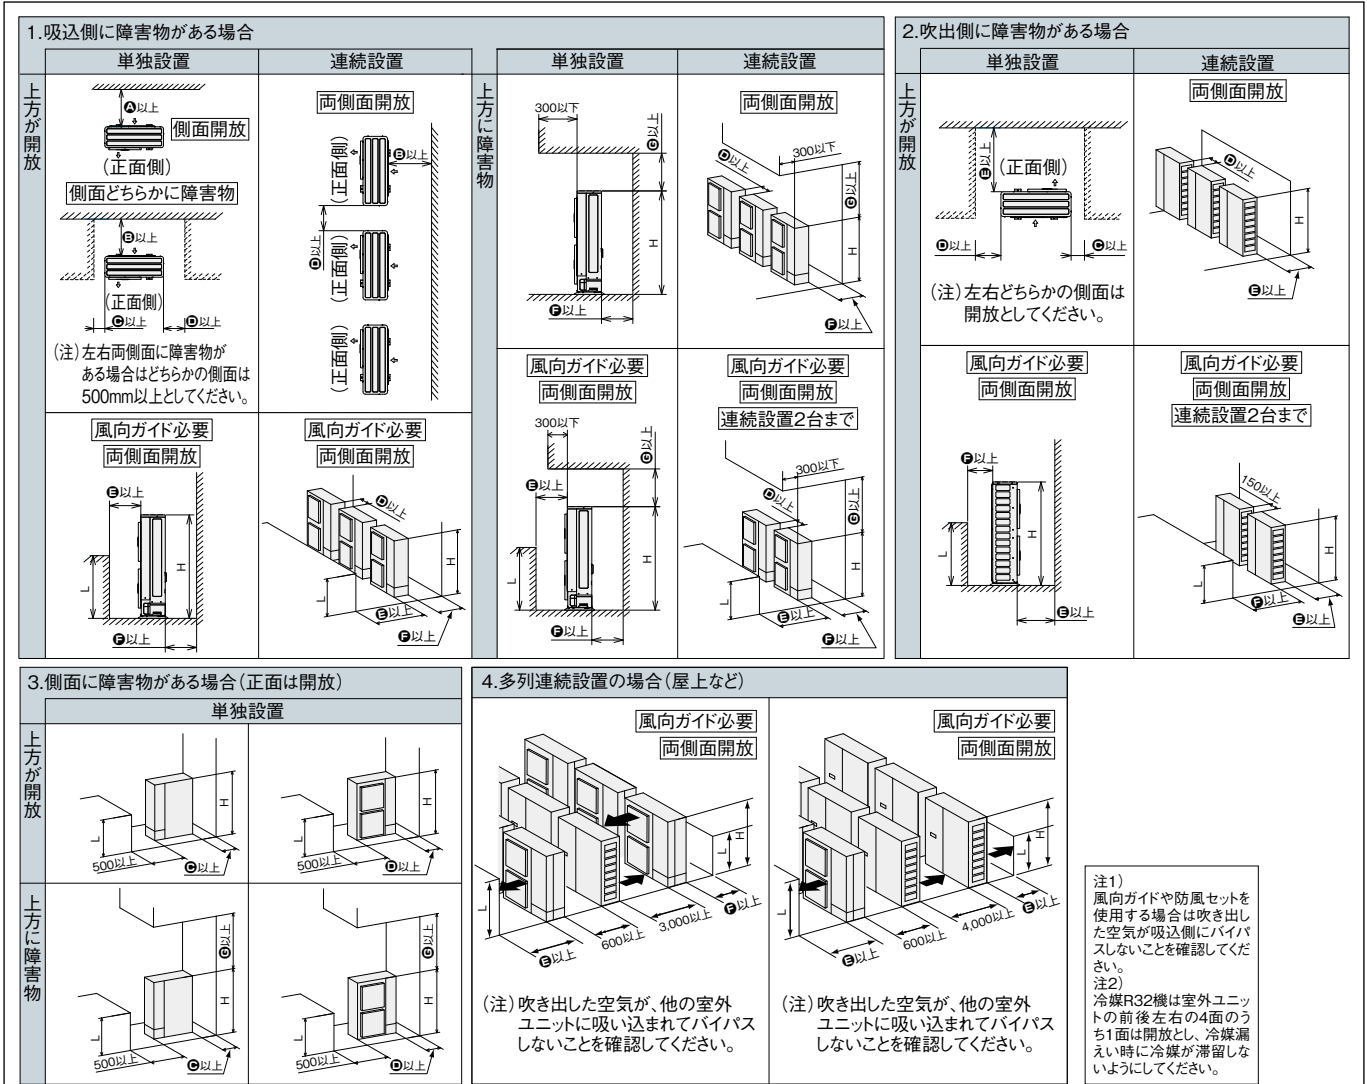 1.吸込側に障害物がある場合
単独設置
連続設置
単独設置
連続設置
上方が開放
Ⓐ以上
側面開放
(正面側)
側面どちらかに障害物
Ⓑ以上
(正面側)
Ⓒ以上
Ⓓ以上
(注)左右両側面に障害物が
ある場合はどちらかの側面は
500mm以上としてください。
両側面開放
(正面側)
Ⓑ以上
Ⓓ以上
(正面側)
(正面側)
風向ガイド必要
両側面開放
Ⓔ以上
L
H
Ⓕ以上
風向ガイド必要
両側面開放
Ⓓ以上
H
L
Ⓔ以上
Ⓕ以上
上方に障害物
300以下
Ⓖ以上
H
Ⓕ以上
両側面開放
Ⓓ以上
300以下
Ⓖ以上
H
Ⓕ以上
風向ガイド必要
両側面開放
300以下
Ⓖ以上
Ⓔ以上
L
H
Ⓕ以上
風向ガイド必要
両側面開放
連続設置2台まで
300以下
Ⓓ以上
Ⓖ以上
H
L
Ⓔ以上
Ⓕ以上
2.吹出側に障害物がある場合
単独設置
連続設置
上方が開放
Ⓔ以上
(正面側)
Ⓓ以上
Ⓒ以上
(注)左右どちらかの側面は
開放としてください。
両側面開放
Ⓓ以上
H
Ⓔ以上
風向ガイド必要
両側面開放
Ⓕ以上
L
H
Ⓔ以上
風向ガイド必要
両側面開放
連続設置2台まで
150以上
H
L
Ⓕ以上
Ⓔ以上
3.側面に障害物がある場合(正面は開放)
単独設置
上方が開放
L
H
500以上
Ⓒ以上
L
H
500以上
Ⓓ以上
上方に障害物
Ⓖ以上
H
L
500以上
Ⓒ以上
Ⓖ以上
H
L
500以上
Ⓓ以上
4.多列連続設置の場合(屋上など)
風向ガイド必要
両側面開放
H
L
L
Ⓕ以上
3,000以上
600以上
Ⓔ以上
(注)吹き出した空気が、他の室外
ユニットに吸い込まれてバイパス
しないことを確認してください。
風向ガイド必要
両側面開放
H
L
L
Ⓔ以上
4,000以上
600以上
Ⓔ以上
(注)吹き出した空気が、他の室外
ユニットに吸い込まれてバイパス
しないことを確認してください。
注1)
風向ガイドや防風セットを
使用する場合は吹き出し
た空気が吸込側にバイパ
スしないことを確認してくだ
さい。
注2)
冷媒R32機は室外ユニッ
トの前後左右の4面のう
ち1面は開放とし、冷媒漏
えい時に冷媒が滞留しな
いようにしてください。